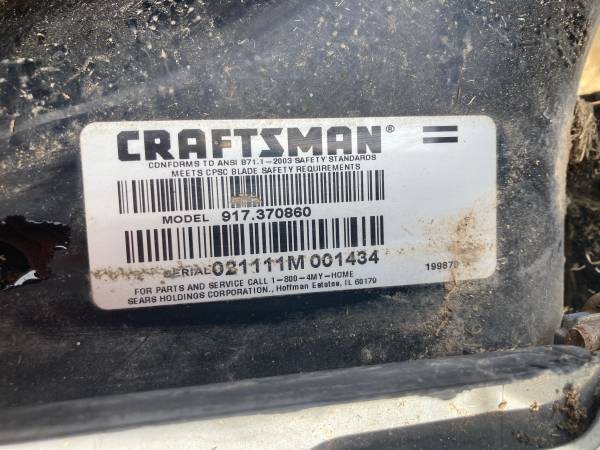 CRAFTSMAN®
CONFORMS TO ANSI B71.1-2003 SAFETY STANDARDS
MEETS CPSC BLADE SAFETY REQUIREMENTS
MODEL 917.370860
SERIAL 021111M 001434
FOR PARTS AND SERVICE CALL 1-800-4MY-HOME
SEARS HOLDINGS CORPORATION., Hoffman Estates, IL 60179